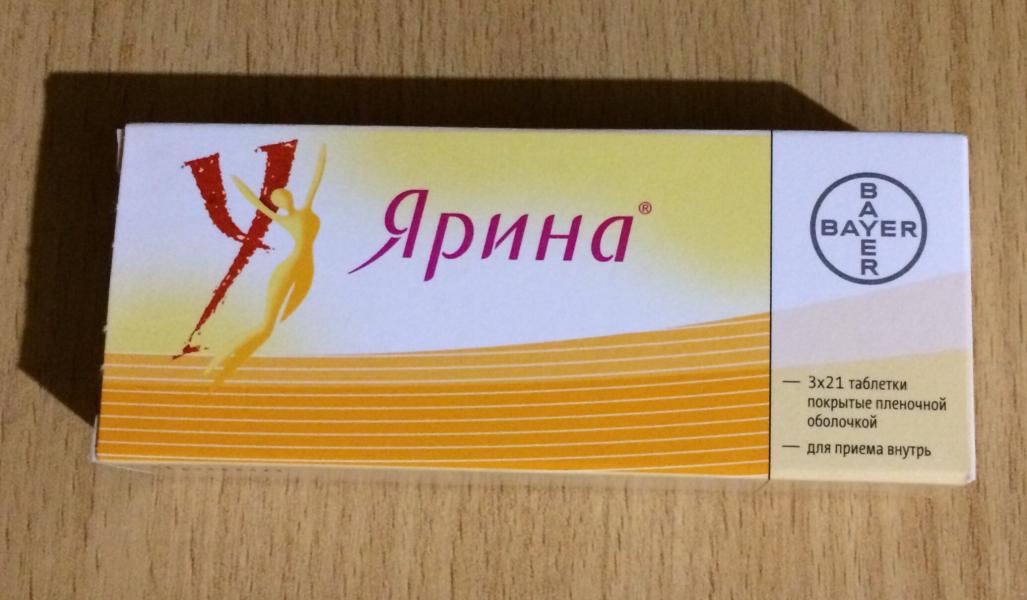 Ярина®
BAYER
BAYER
3x21 таблетки
покрытые пленочной
оболочкой
для приема внутрь